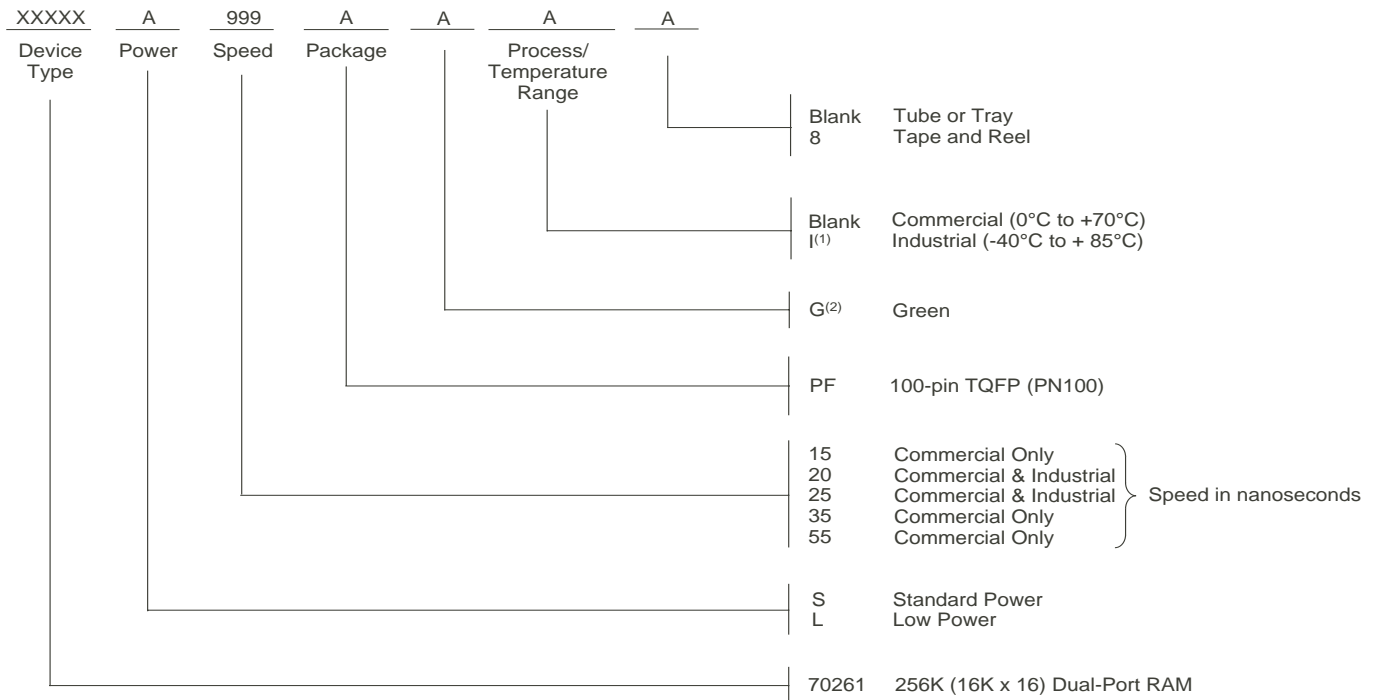 XXXXX A 999 A A A A
Device Type Power Speed Package Process/ Temperature Range
Blank Tube or Tray
8 Tape and Reel
Blank Commercial (0°C to +70°C)
I(1) Industrial (-40°C to + 85°C)
G(2) Green
PF 100-pin TQFP (PN100)
15 Commercial Only
20 Commercial & Industrial
25 Commercial & Industrial Speed in nanoseconds
35 Commercial Only
55 Commercial Only
S Standard Power
L Low Power
70261 256K (16K x 16) Dual-Port RAM